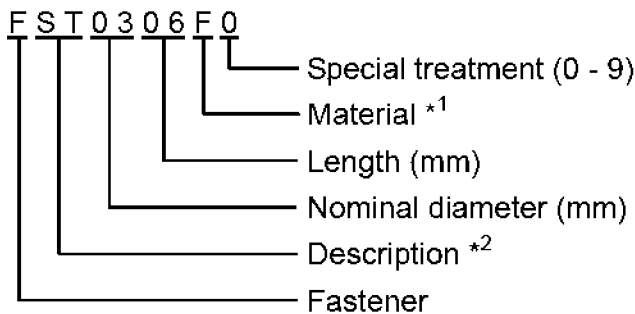 FST0306F0
Special treatment (0 - 9)
Material *1
Length (mm)
Nominal diameter (mm)
Description *2
Fastener